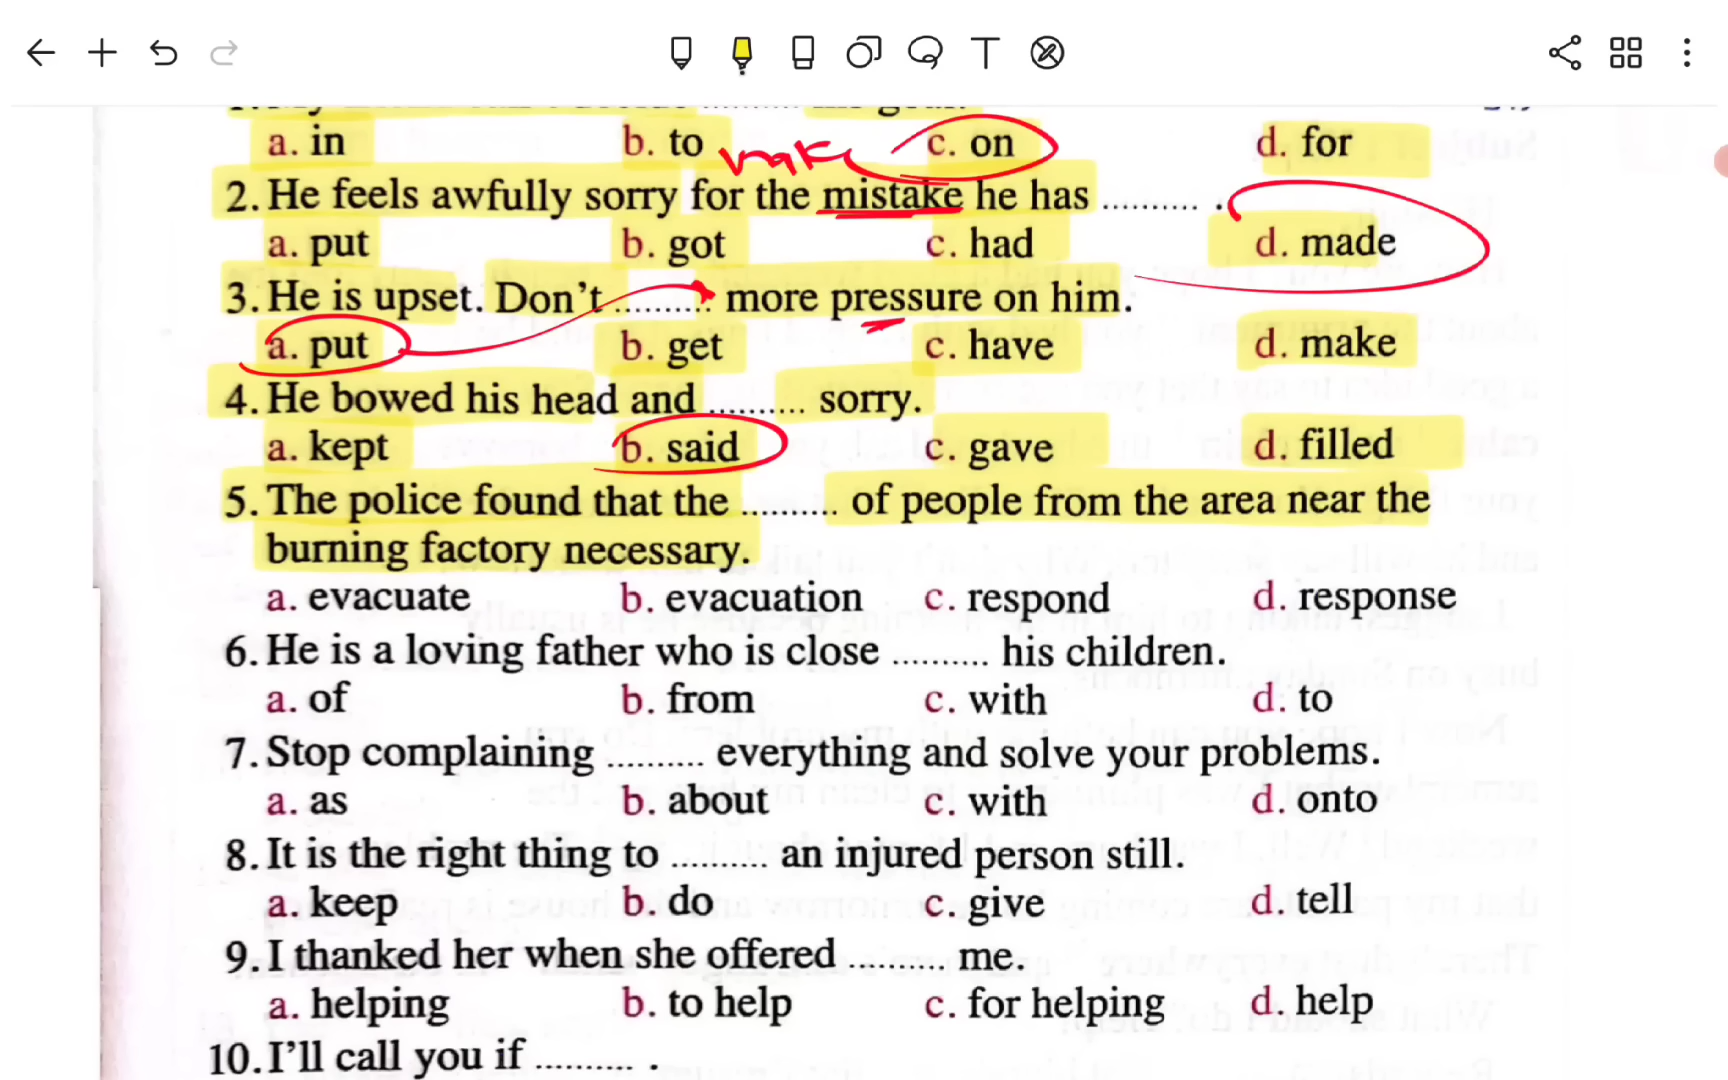 a. in b. to c. on d. for
make
2. He feels awfully sorry for the mistake he has .......... .
a. put b. got c. had d. made
3. He is upset. Don't .......... more pressure on him.
a. put b. get c. have d. make
4. He bowed his head and .......... sorry.
a. kept b. said c. gave d. filled
5. The police found that the .......... of people from the area near the
burning factory necessary.
a. evacuate b. evacuation c. respond d. response
6. He is a loving father who is close .......... his children.
a. of b. from c. with d. to
7. Stop complaining .......... everything and solve your problems.
a. as b. about c. with d. onto
8. It is the right thing to .......... an injured person still.
a. keep b. do c. give d. tell
9. I thanked her when she offered .......... me.
a. helping b. to help c. for helping d. help
10. I'll call you if .......... .